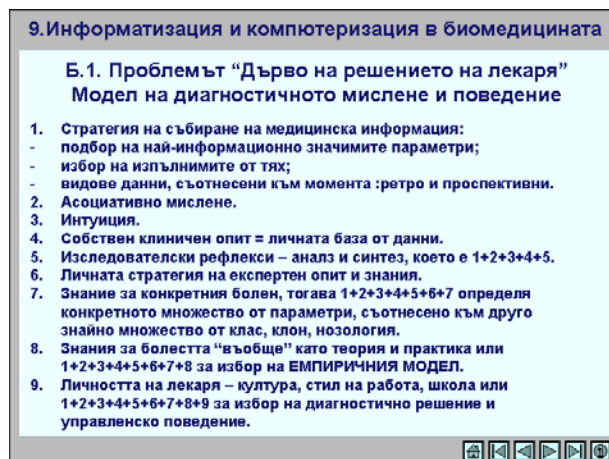 9.Информатизация и компютеризация в биомедицината
Б.1. Проблемът “Дърво на решението на лекаря”
Модел на диагностичното мислене и поведение
1. Стратегия на събиране на медицинска информация:
- подбор на най-информационно значимите параметри;
- избор на изпълнимите от тях;
- видове данни, съотнесени към момента :ретро и проспективни.
2. Асоциативно мислене.
3. Интуиция.
4. Собствен клиничен опит = личната база от данни.
5. Изследователски рефлекси – аналз и синтез, което е 1+2+3+4+5.
6. Личната стратегия на експертен опит и знания.
7. Знание за конкретния болен, тогава 1+2+3+4+5+6+7 определя
конкретното множество от параметри, съотнесено към друго
знайно множество от клас, клон, нозология.
8. Знания за болестта “въобще” като теория и практика или
1+2+3+4+5+6+7+8 за избор на ЕМПИРИЧНИЯ МОДЕЛ.
9. Личността на лекаря – култура, стил на работа, школа или
1+2+3+4+5+6+7+8+9 за избор на диагностично решение и
управленско поведение.